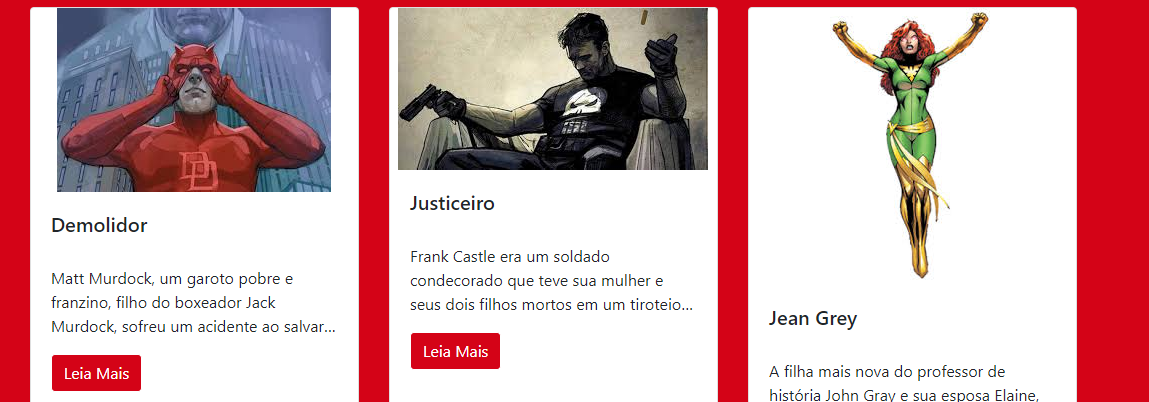 DD
Demolidor
Matt Murdock, um garoto pobre e
franzino, filho do boxeador Jack
Murdock, sofreu um acidente ao salvar...
Leia Mais
Justiceiro
Frank Castle era um soldado
condecorado que teve sua mulher e
seus dois filhos mortos em um tiroteio...
Leia Mais
Jean Grey
A filha mais nova do professor de
história John Gray e sua esposa Elaine,